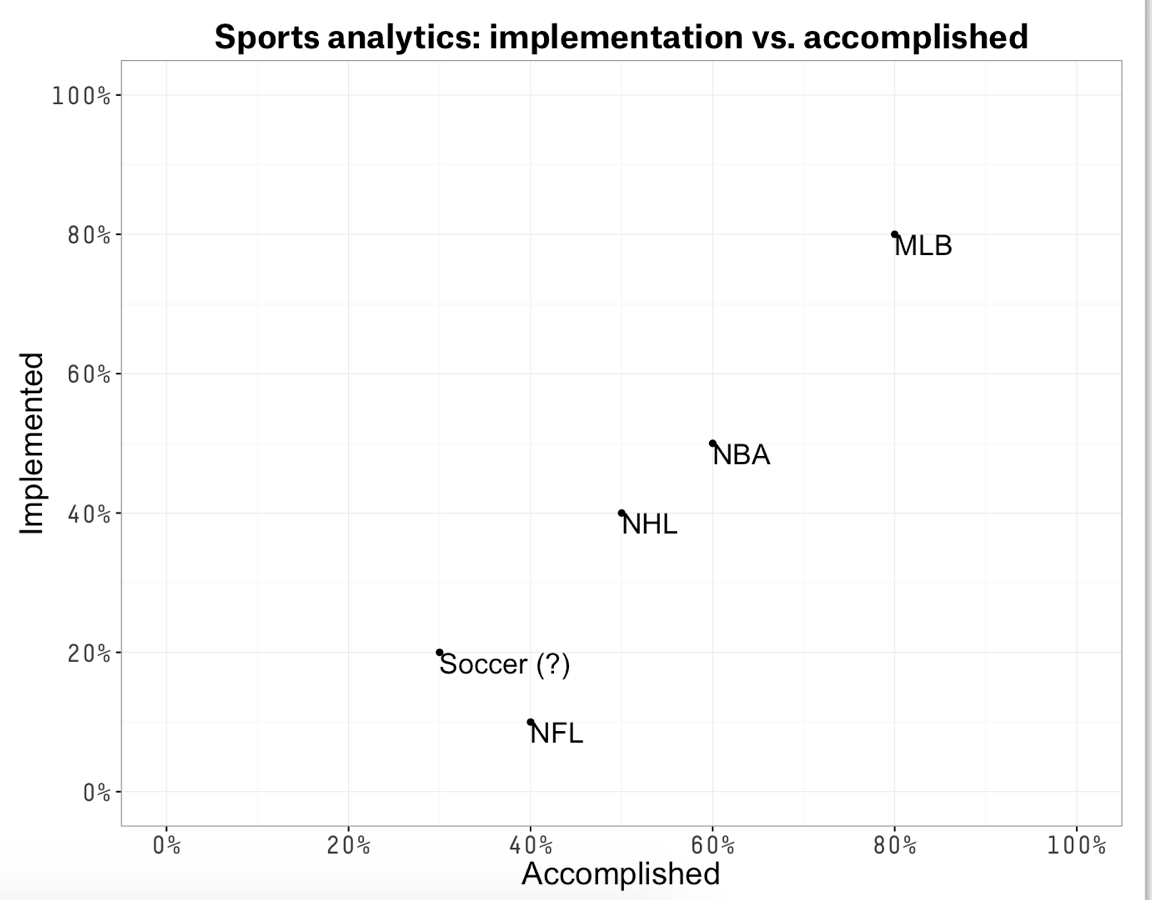 Sports analytics: implementation vs. accomplished
100%
80%
60%
40%
20%
0%
Implemented
MLB
NBA
NHL
Soccer (?)
NFL
0% 20% 40% 60% 80% 100%
Accomplished